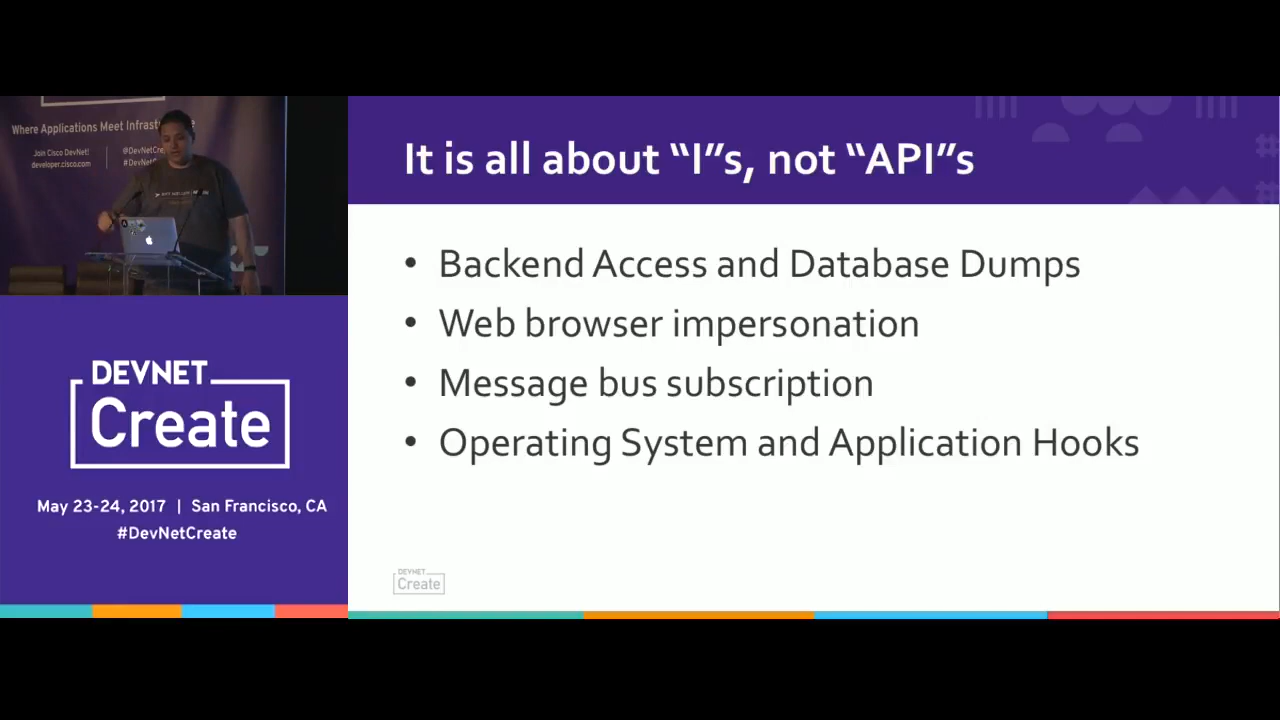 Where Applications Meet Infrast
Join Cisco DevNet!
developer.cisco.com
@DevNetCre
#DevNetC
DEVNET
Create
May 23-24, 2017 | San Francisco, CA
#DevNetCreate
It is all about “I”s, not “API”s
• Backend Access and Database Dumps
• Web browser impersonation
• Message bus subscription
• Operating System and Application Hooks
DEVNET
Create